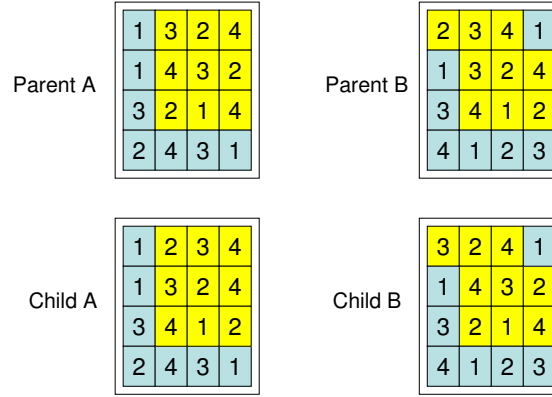 1 3 2 4
1 4 3 2
Parent A
3 2 1 4
2 4 3 1
2 3 4 1
1 3 2 4
Parent B
3 4 1 2
4 1 2 3
1 2 3 4
1 3 2 4
Child A
3 4 1 2
2 4 3 1
3 2 4 1
1 4 3 2
Child B
3 2 1 4
4 1 2 3